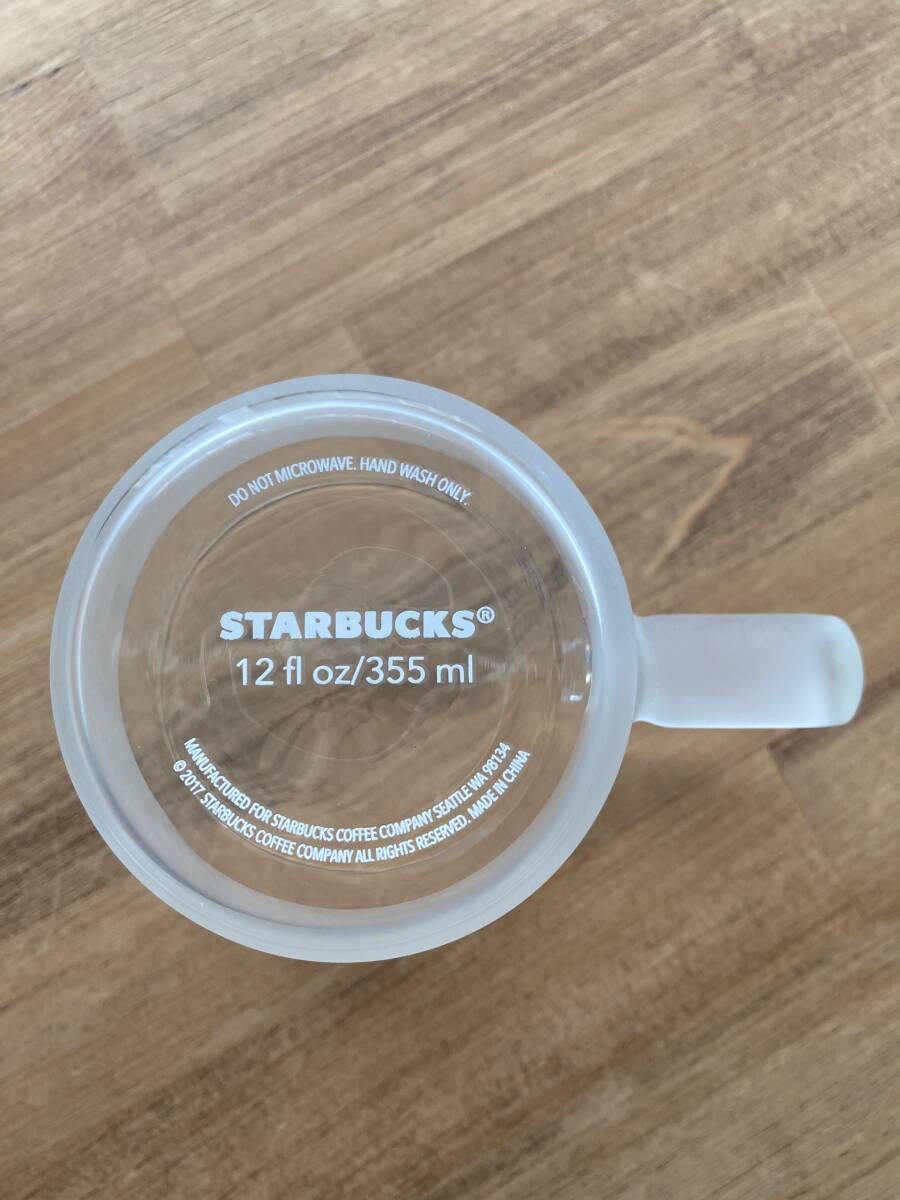 DO NOT MICROWAVE. HAND WASH ONLY.
STARBUCKS®
12 fl oz/355 ml
MANUFACTURED FOR STARBUCKS COFFEE COMPANY SEATTLE WA 98134
© 2017 STARBUCKS COFFEE COMPANY ALL RIGHTS RESERVED. MADE IN CHINA